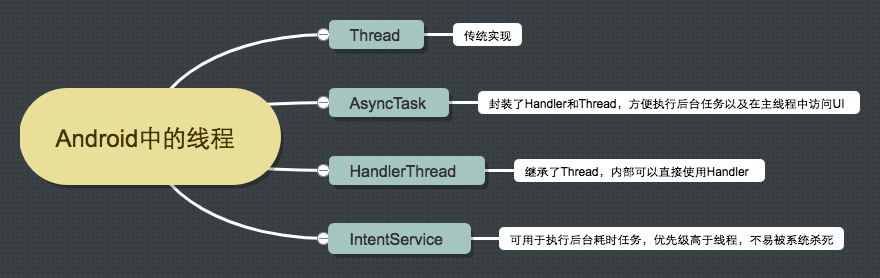 Thread
传统实现
AsyncTask
封装了Handler和Thread，方便执行后台任务以及在主线程中访问UI
Android中的线程
HandlerThread
继承了Thread，内部可以直接使用Handler
IntentService
可用于执行后台耗时任务，优先级高于线程，不易被系统杀死